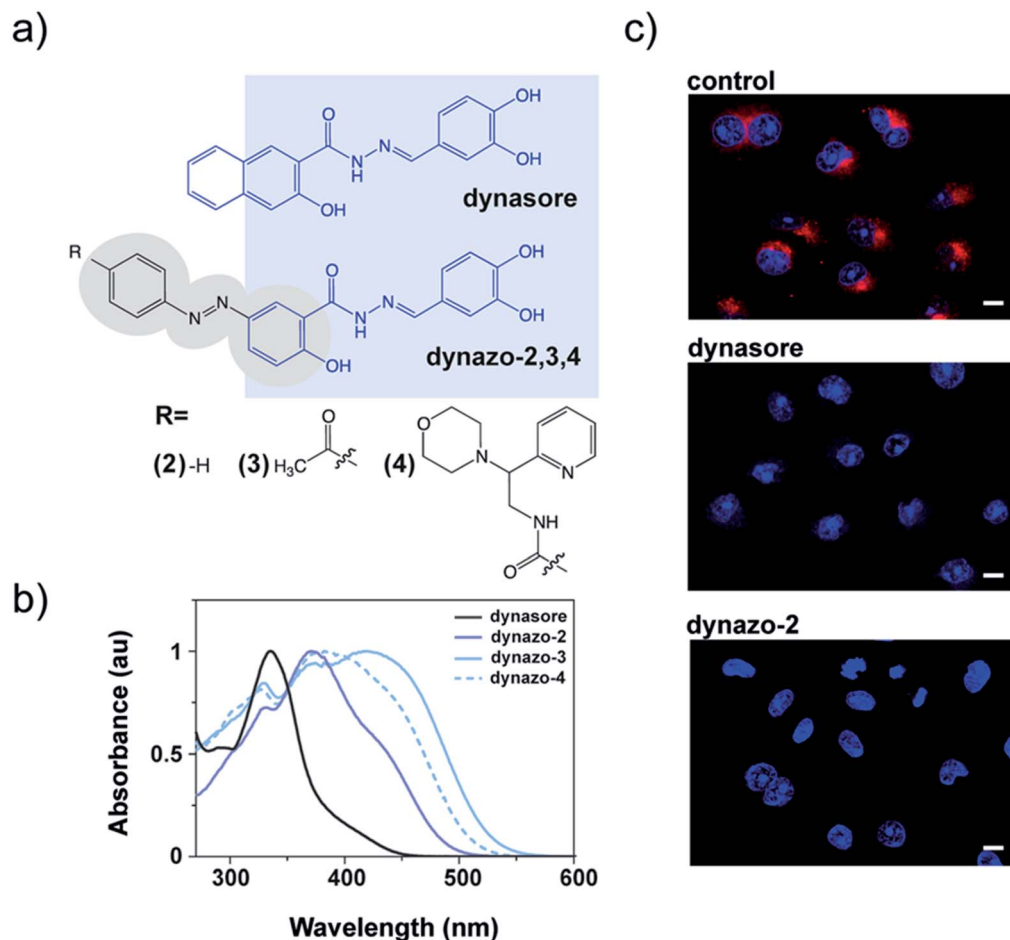 a)
O
OH
N
N
H
OH
OH
dynasore
R
O
OH
N
N
N
N
H
OH
OH
dynazo-2,3,4
R=
(2) -H
(3) H₃C
O
(4) O
N
N
NH
O
b)
Absorbance (au)
1
0.5
0
dynasore
dynazo-2
dynazo-3
dynazo-4
300 400 500 600
Wavelength (nm)
c)
control
dynasore
dynazo-2